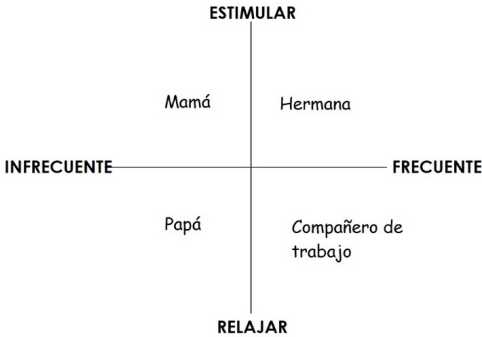 ESTIMULAR
Mamá
Hermana
INFRECUENTE
FRECUENTE
Papá
Compañero de
trabajo
RELAJAR